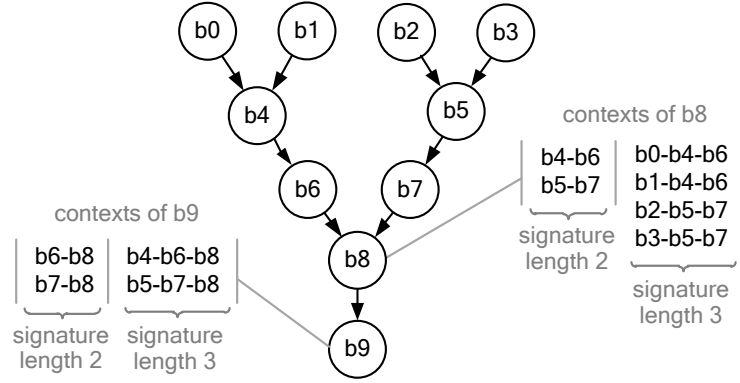 b0
b1
b2
b3
b4
b5
contexts of b8
b4-b6
b5-b7
b0-b4-b6
b1-b4-b6
b2-b5-b7
b3-b5-b7
signature
length 2
signature
length 3
b6
b7
contexts of b9
b6-b8
b7-b8
b4-b6-b8
b5-b7-b8
signature
length 2
signature
length 3
b8
b9